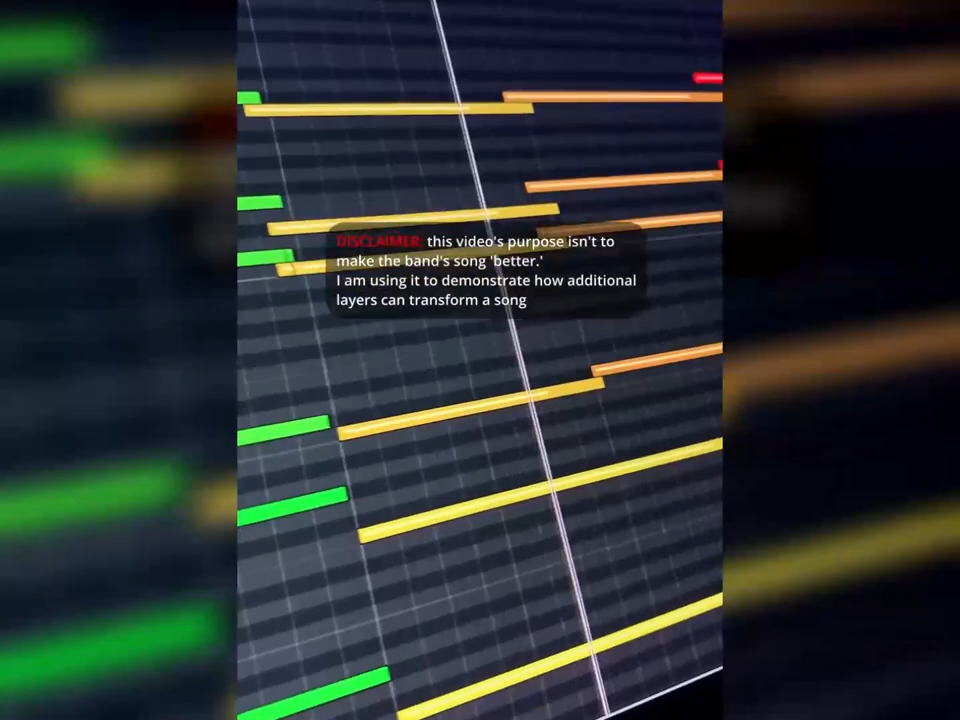 DISCLAIMER, this video's purpose isn't to
make the band's song 'better.'
I am using it to demonstrate how additional
layers can transform a song